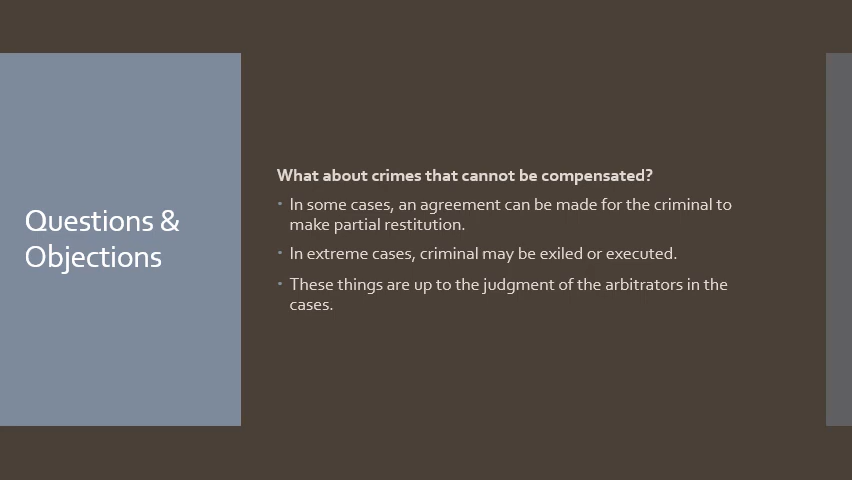 Questions &
Objections
What about crimes that cannot be compensated?
• In some cases, an agreement can be made for the criminal to
make partial restitution.
• In extreme cases, criminal may be exiled or executed.
• These things are up to the judgment of the arbitrators in the
cases.